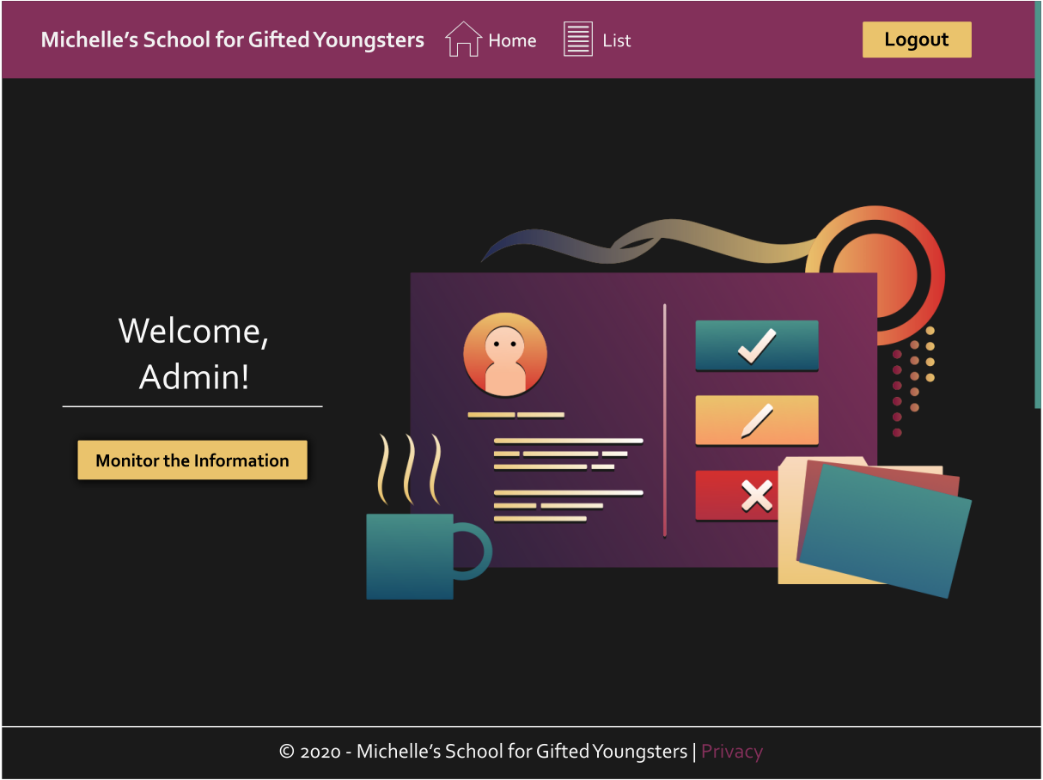 Michelle’s School for Gifted Youngsters Home List Logout
Welcome,
Admin!
Monitor the Information
© 2020 - Michelle’s School for Gifted Youngsters | Privacy